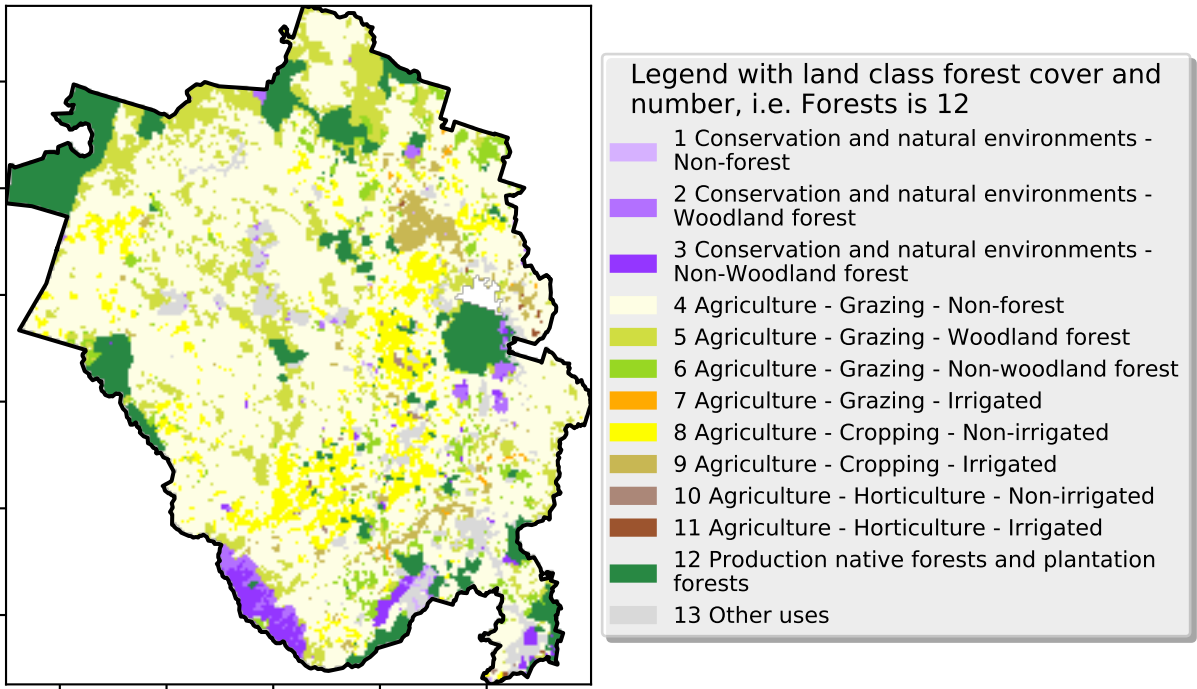 Legend with land class forest cover and
number, i.e. Forests is 12
1 Conservation and natural environments -
Non-forest
2 Conservation and natural environments -
Woodland forest
3 Conservation and natural environments -
Non-Woodland forest
4 Agriculture - Grazing - Non-forest
5 Agriculture - Grazing - Woodland forest
6 Agriculture - Grazing - Non-woodland forest
7 Agriculture - Grazing - Irrigated
8 Agriculture - Cropping - Non-irrigated
9 Agriculture - Cropping - Irrigated
10 Agriculture - Horticulture - Non-irrigated
11 Agriculture - Horticulture - Irrigated
12 Production native forests and plantation
forests
13 Other uses